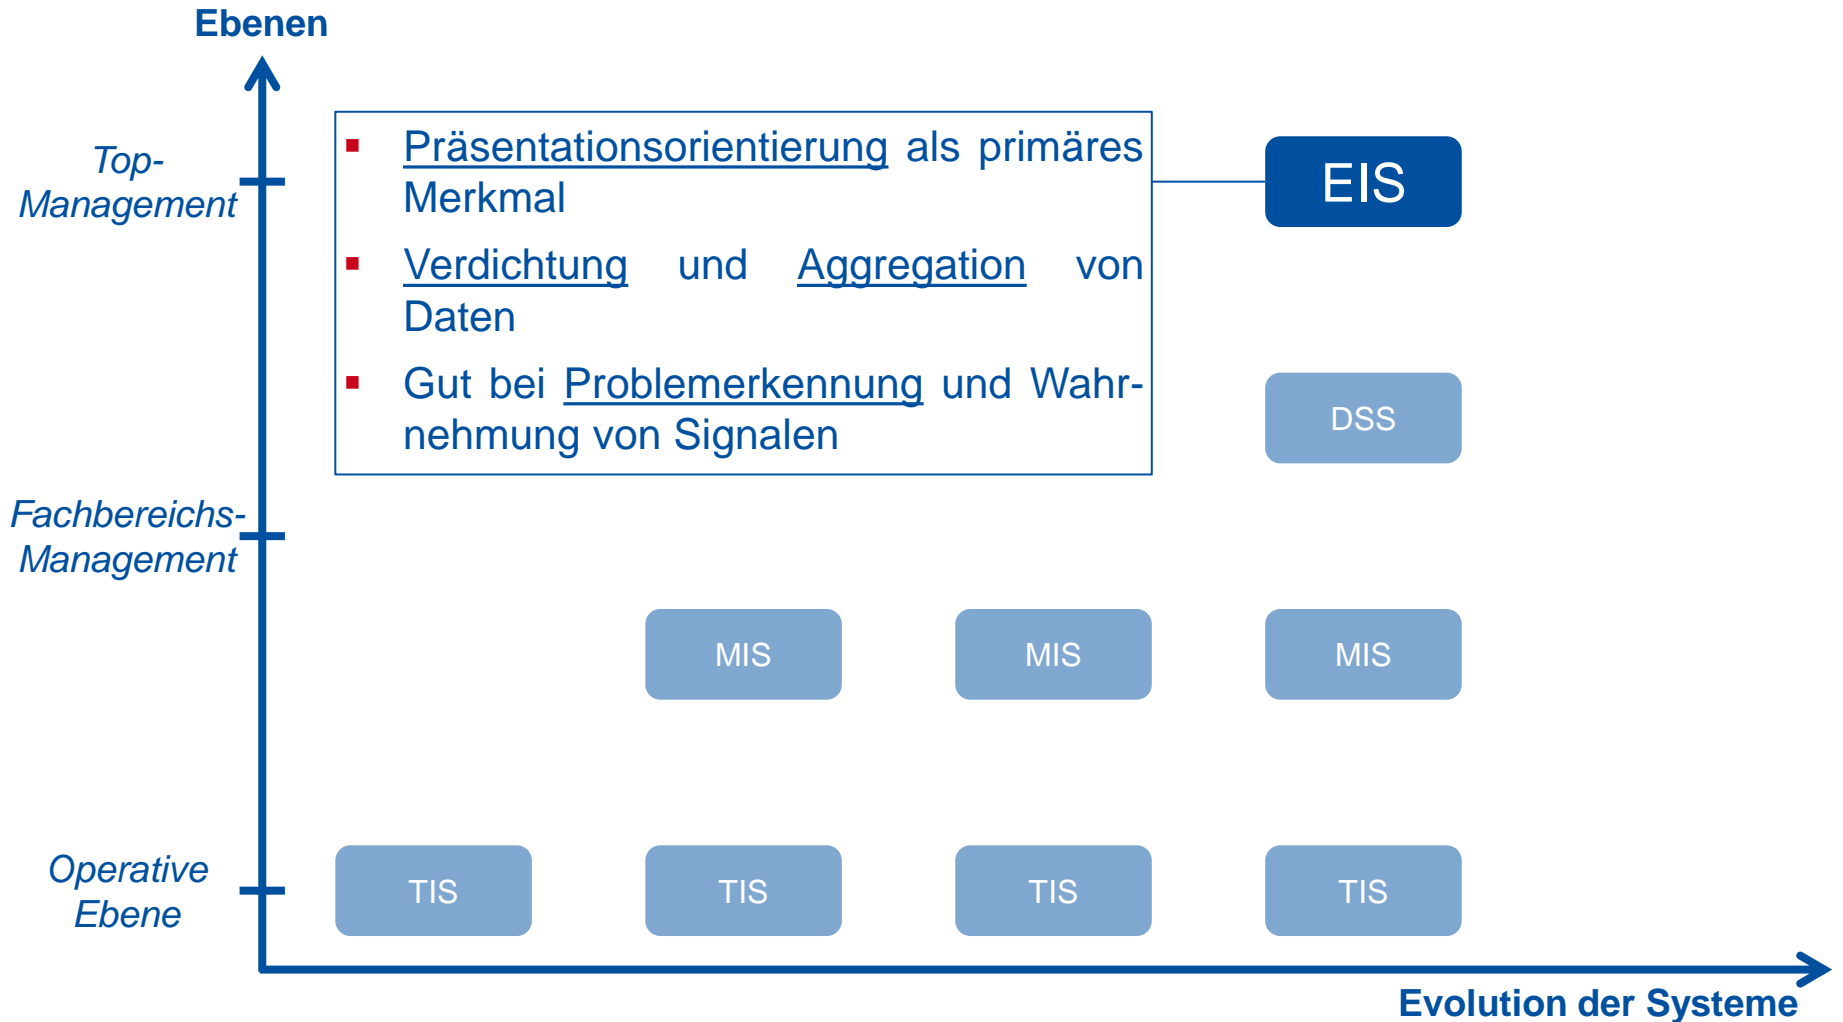 Ebenen
Top-
Management
▪ Präsentationsorientierung als primäres
Merkmal
▪ Verdichtung und Aggregation von
Daten
▪ Gut bei Problemerkennung und Wahr-
nehmung von Signalen
EIS
DSS
Fachbereichs-
Management
MIS
MIS
MIS
Operative
Ebene
TIS
TIS
TIS
TIS
Evolution der Systeme